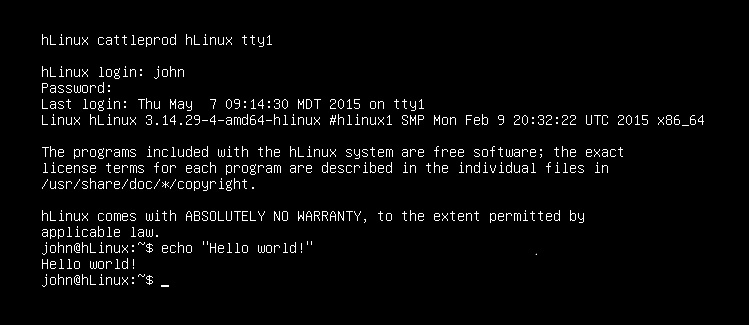 hLinux cattleprod hLinux tty1
hLinux login: john
Password:
Last login: Thu May  7 09:14:30 MDT 2015 on tty1
Linux hLinux 3.14.29-4-amd64-hlinux #hlinux1 SMP Mon Feb 9 20:32:22 UTC 2015 x86_64
The programs included with the hLinux system are free software; the exact
license terms for each program are described in the individual files in
/usr/share/doc/*/copyright.
hLinux comes with ABSOLUTELY NO WARRANTY, to the extent permitted by
applicable law.
john@hLinux:~$ echo "Hello world!"
Hello world!
john@hLinux:~$ _